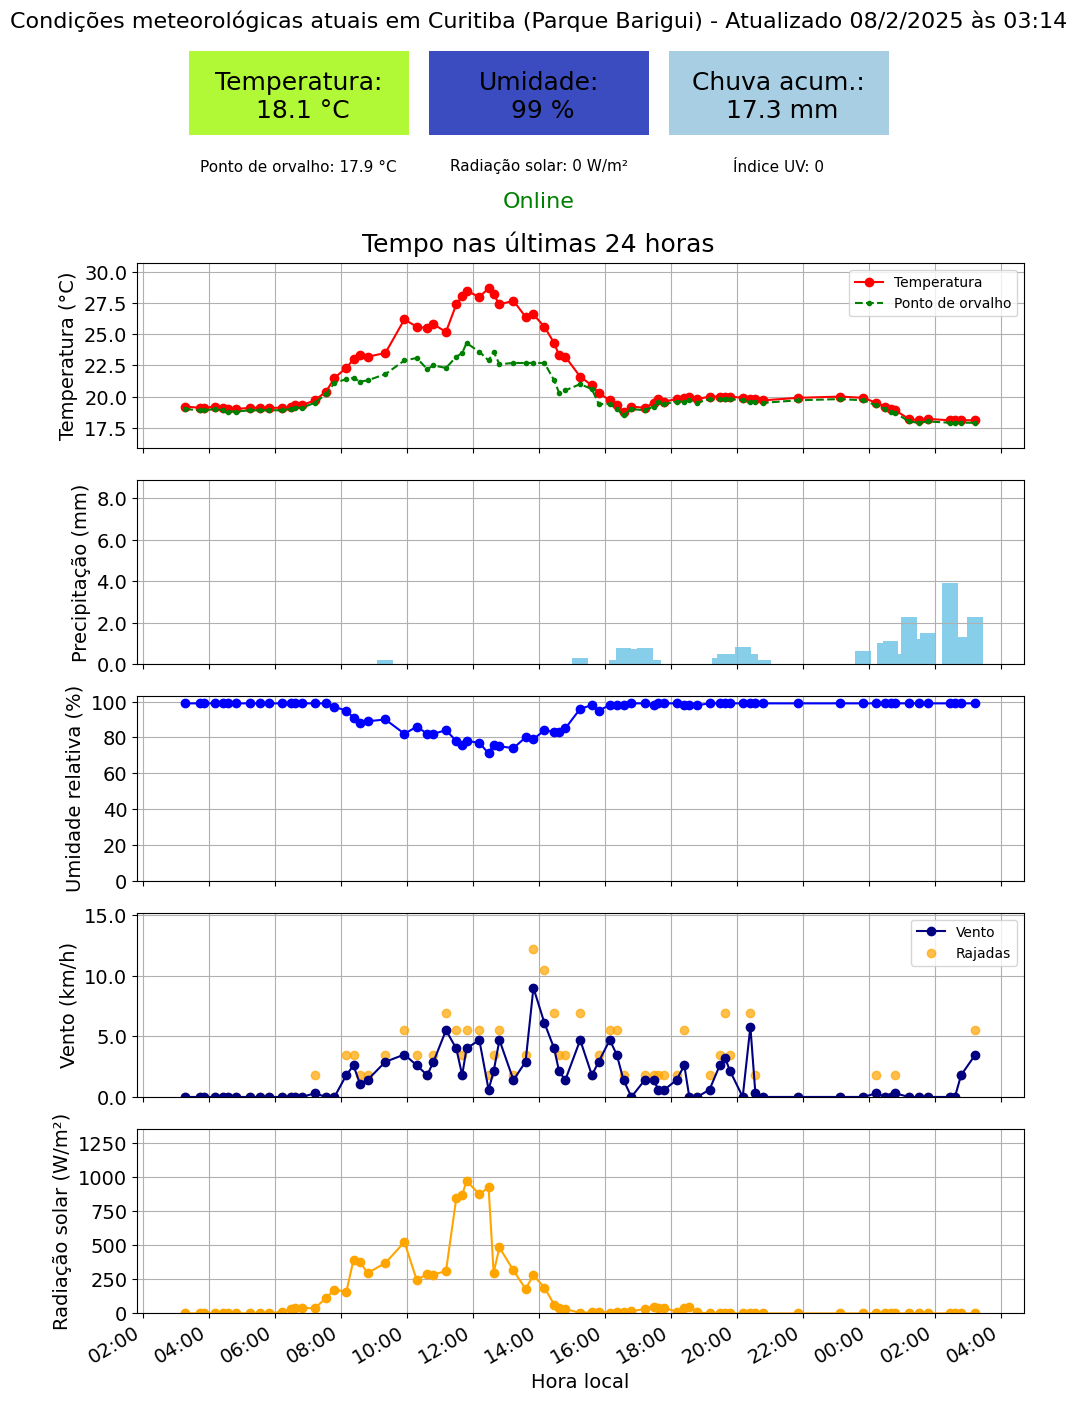 Condições meteorológicas atuais em Curitiba (Parque Barigui) - Atualizado 08/2/2025 às 03:14
Temperatura:
18.1 °C
Umidade:
99 %
Chuva acum.:
17.3 mm
Ponto de orvalho: 17.9 °C
Radiação solar: 0 W/m²
Índice UV: 0
Online
Tempo nas últimas 24 horas
Temperatura (°C)
30.0
27.5
25.0
22.5
20.0
17.5
Temperatura
Ponto de orvalho
Precipitação (mm)
8.0
6.0
4.0
2.0
0.0
Umidade relativa (%)
100
80
60
40
20
0
Vento (km/h)
15.0
10.0
5.0
0.0
Vento
Rajadas
Radiação solar (W/m²)
1250
1000
750
500
250
0
02:00
04:00
06:00
08:00
10:00
12:00
14:00
16:00
18:00
20:00
22:00
00:00
02:00
04:00
Hora local